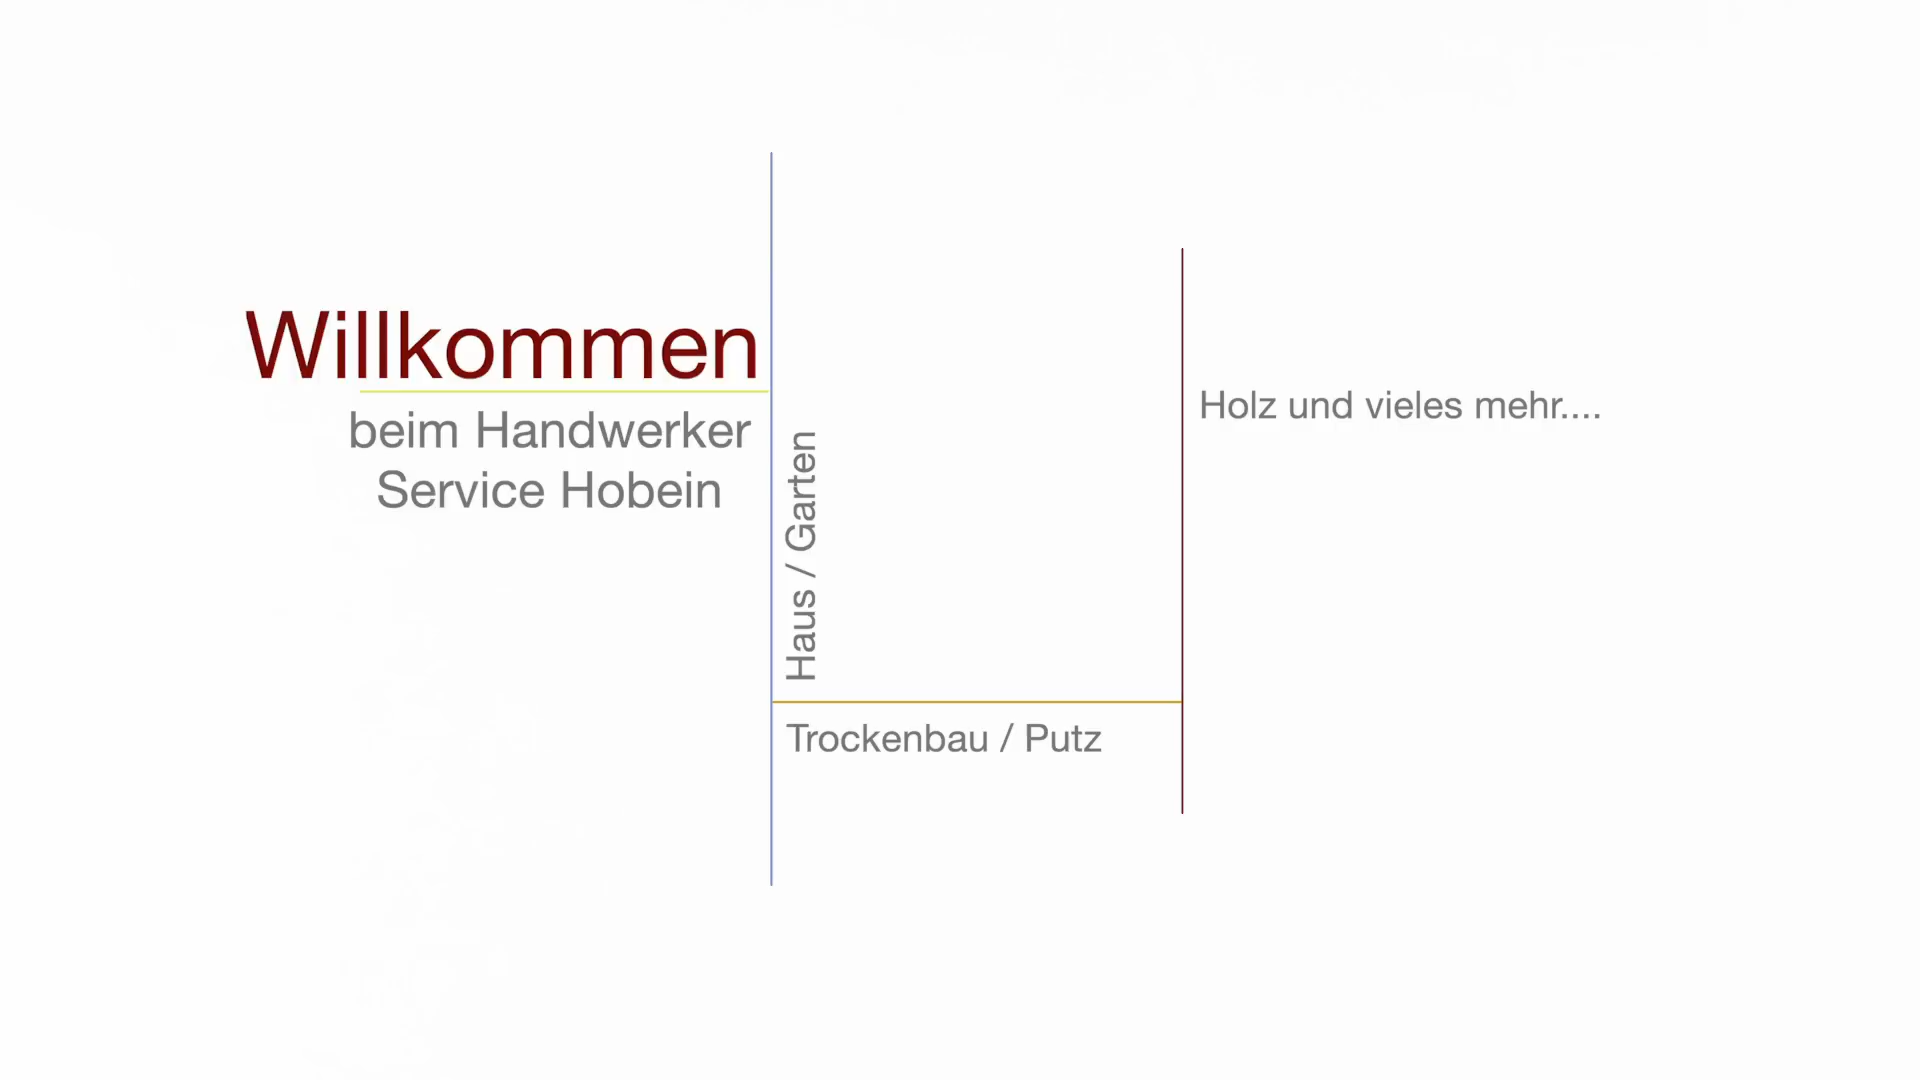 Willkommen
beim Handwerker
Service Hobein
Haus / Garten
Trockenbau / Putz
Holz und vieles mehr....